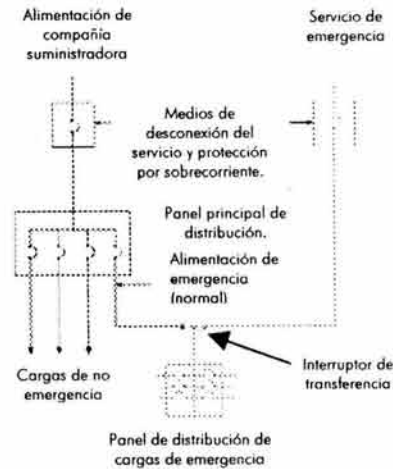 Alimentación de
compañía
suministradora
Servicio de
emergencia
Medios de
desconexión del
servicio y protección
por sobrecorriente.
Panel principal de
distribución.
Alimentación de
emergencia
(normal)
Cargas de no
emergencia
Interruptor de
transferencia
Panel de distribución de
cargas de emergencia